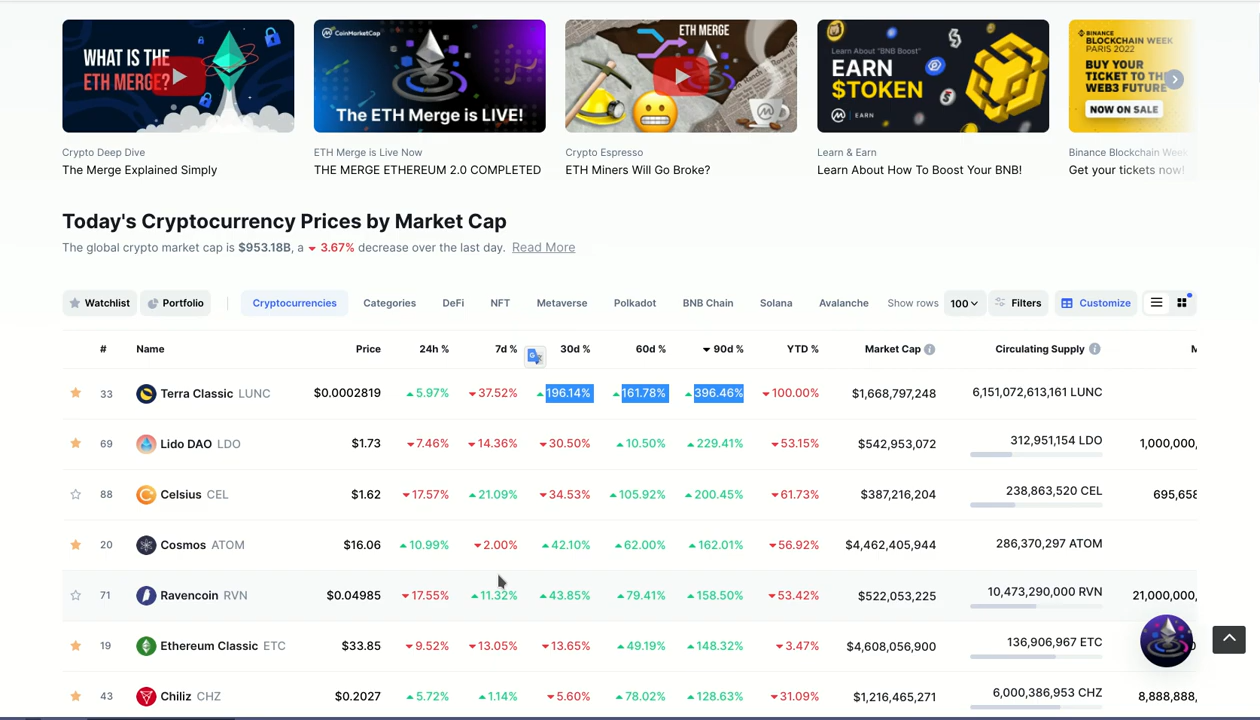 WHAT IS THE
ETH MERGE?
CoinMarketCap
The ETH Merge is LIVE!
ETH MERGE
Learn About "BNB Boost"
EARN
$TOKEN
EARN
BINANCE
BLOCKCHAIN WEEK
PARIS 2022
BUY YOUR
TICKET TO THE
WEB3 FUTURE
NOW ON SALE
Crypto Deep Dive
The Merge Explained Simply
ETH Merge is Live Now
THE MERGE ETHEREUM 2.0 COMPLETED
Crypto Espresso
ETH Miners Will Go Broke?
Learn & Earn
Learn About How To Boost Your BNB!
Binance Blockchain Week
Get your tickets now!
Today's Cryptocurrency Prices by Market Cap
The global crypto market cap is $953.18B, a 3.67% decrease over the last day. Read More
Watchlist Portfolio Cryptocurrencies Categories DeFi NFT Metaverse Polkadot BNB Chain Solana Avalanche Show rows 100 Filters Customize
# Name Price 24h % 7d % 30d % 60d % 90d % YTD % Market Cap Circulating Supply M
33 Terra Classic LUNC $0.0002819 5.97% 37.52% 196.14% 161.78% 396.46% 100.00% $1,668,797,248 6,151,072,613,161 LUNC
69 Lido DAO LDO $1.73 7.46% 14.36% 30.50% 10.50% 229.41% 53.15% $542,953,072 312,951,154 LDO 1,000,000,
88 Celsius CEL $1.62 17.57% 21.09% 34.53% 105.92% 200.45% 61.73% $387,216,204 238,863,520 CEL 695,658
20 Cosmos ATOM $16.06 10.99% 2.00% 42.10% 62.00% 162.01% 56.92% $4,462,405,944 286,370,297 ATOM
71 Ravencoin RVN $0.04985 17.55% 11.32% 43.85% 79.41% 158.50% 53.42% $522,053,225 10,473,290,000 RVN 21,000,000,
19 Ethereum Classic ETC $33.85 9.52% 13.05% 13.65% 49.19% 148.32% 3.47% $4,608,056,900 136,906,967 ETC
43 Chiliz CHZ $0.2027 5.72% 1.14% 5.60% 78.02% 128.63% 31.09% $1,216,465,271 6,000,386,953 CHZ 8,888,888,